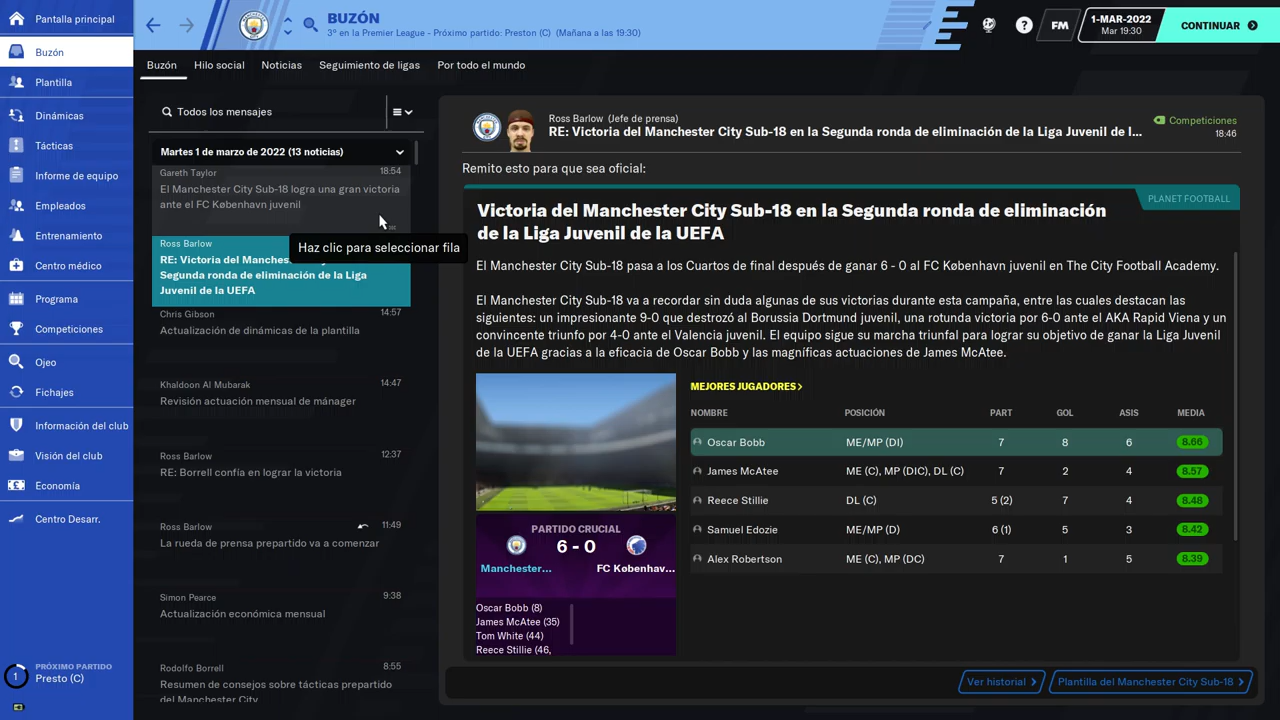 Pantalla principal
Buzón
Plantilla
Dinámicas
Tácticas
Informe de equipo
Empleados
Entrenamiento
Centro médico
Programa
Competiciones
Ojeo
Fichajes
Información del club
Visión del club
Economía
Centro Desarr.
1
PRÓXIMO PARTIDO
Presto (C)
BUZÓN
3º en la Premier League - Próximo partido: Preston (C) (Mañana a las 19:30)
?
FM
1-MAR-2022
Mar 19:30
CONTINUAR
Buzón
Hilo social
Noticias
Seguimiento de ligas
Por todo el mundo
Todos los mensajes
Martes 1 de marzo de 2022 (13 noticias)
Gareth Taylor 18:54
El Manchester City Sub-18 logra una gran victoria
ante el FC København juvenil
Haz clic para seleccionar fila
Ross Barlow
RE: Victoria del Manches
Segunda ronda de eliminación de la Liga
Juvenil de la UEFA
Chris Gibson 14:57
Actualización de dinámicas de la plantilla
Khaldoon Al Mubarak 14:47
Revisión actuación mensual de mánager
Ross Barlow 12:37
RE: Borrell confía en lograr la victoria
Ross Barlow 11:49
La rueda de prensa prepartido va a comenzar
Simon Pearce 9:38
Actualización económica mensual
Rodolfo Borrell 8:55
Resumen de consejos sobre tácticas prepartido
del Manchester City
Ross Barlow (Jefe de prensa)
RE: Victoria del Manchester City Sub-18 en la Segunda ronda de eliminación de la Liga Juvenil de l...
Competiciones
18:46
Remito esto para que sea oficial:
PLANET FOOTBALL
Victoria del Manchester City Sub-18 en la Segunda ronda de eliminación
de la Liga Juvenil de la UEFA
El Manchester City Sub-18 pasa a los Cuartos de final después de ganar 6 - 0 al FC København juvenil en The City Football Academy.
El Manchester City Sub-18 va a recordar sin duda algunas de sus victorias durante esta campaña, entre las cuales destacan las
siguientes: un impresionante 9-0 que destrozó al Borussia Dortmund juvenil, una rotunda victoria por 6-0 ante el AKA Rapid Viena y un
convincente triunfo por 4-0 ante el Valencia juvenil. El equipo sigue su marcha triunfal para lograr su objetivo de ganar la Liga Juvenil
de la UEFA gracias a la eficacia de Oscar Bobb y las magníficas actuaciones de James McAtee.
PARTIDO CRUCIAL
6 - 0
Manchester... FC Københav...
Oscar Bobb (8)
James McAtee (35)
Tom White (44)
Reece Stillie (46,
MEJORES JUGADORES
NOMBRE POSICIÓN PART GOL ASIS MEDIA
Oscar Bobb ME/MP (DI) 7 8 6 8.66
James McAtee ME (C), MP (DIC), DL (C) 7 2 4 8.57
Reece Stillie DL (C) 5 (2) 7 4 8.48
Samuel Edozie ME/MP (D) 6 (1) 5 3 8.42
Alex Robertson ME (C), MP (DC) 7 1 5 8.39
Ver historial
Plantilla del Manchester City Sub-18